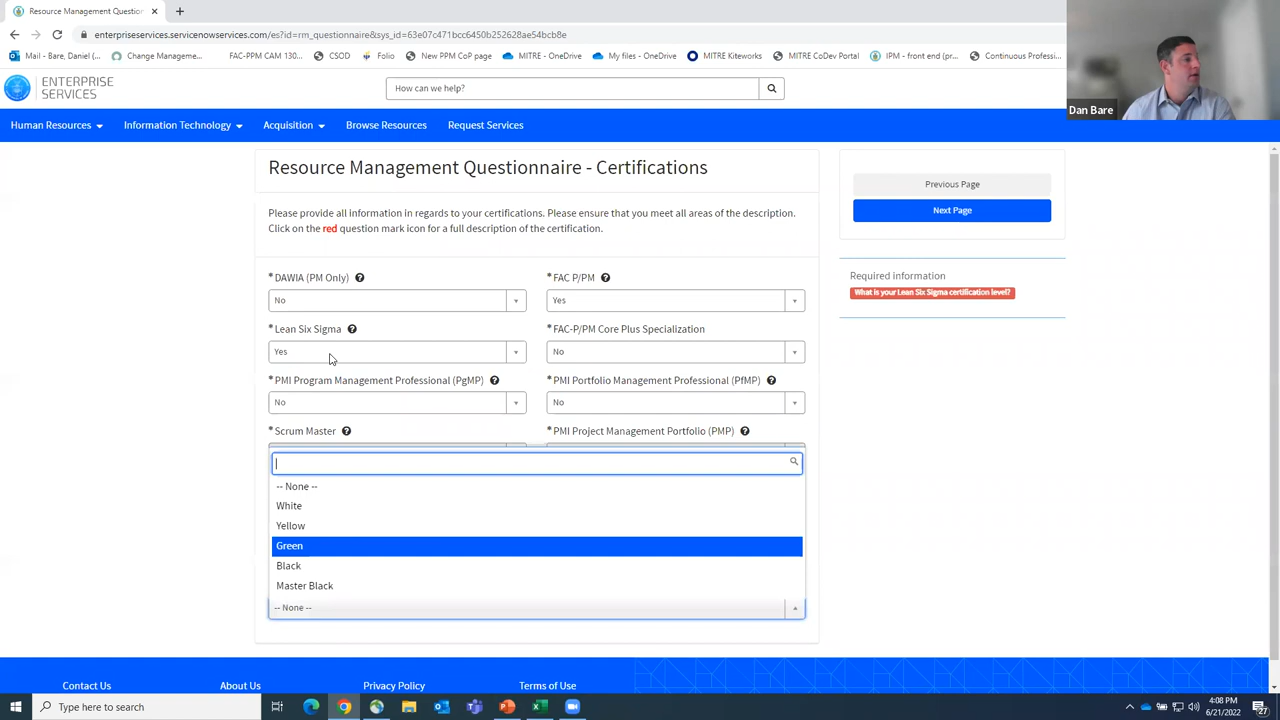 Resource Management Question
enterpriseservices.servicenowservices.com/es?id=rm_questionnaire&sys_id=63e07c471bcc6450b252628ae54bcb8e
Mail - Bare, Daniel (...
Change Manageme...
FAC-PPM CAM 130...
CSOD
Folio
New PPM CoP page
MITRE - OneDrive
My files - OneDrive
MITRE Kiteworks
MITRE CoDev Portal
IPM - front end (pr...
Continuous Professi...
ENTERPRISE
SERVICES
How can we help?
Dan Bare
Human Resources
Information Technology
Acquisition
Browse Resources
Request Services
Resource Management Questionnaire - Certifications
Previous Page
Next Page
Please provide all information in regards to your certifications. Please ensure that you meet all areas of the description.
Click on the red question mark icon for a full description of the certification.
Required information
What is your Lean Six Sigma certification level?
*DAWIA (PM Only)
No
*FAC P/PM
Yes
*Lean Six Sigma
Yes
*FAC-P/PM Core Plus Specialization
No
*PMI Program Management Professional (PgMP)
No
*PMI Portfolio Management Professional (PfMP)
No
*Scrum Master
*PMI Project Management Portfolio (PMP)
-- None --
White
Yellow
Green
Black
Master Black
-- None --
Contact Us
About Us
Privacy Policy
Terms of Use
Type here to search
4:08 PM
6/21/2022
27